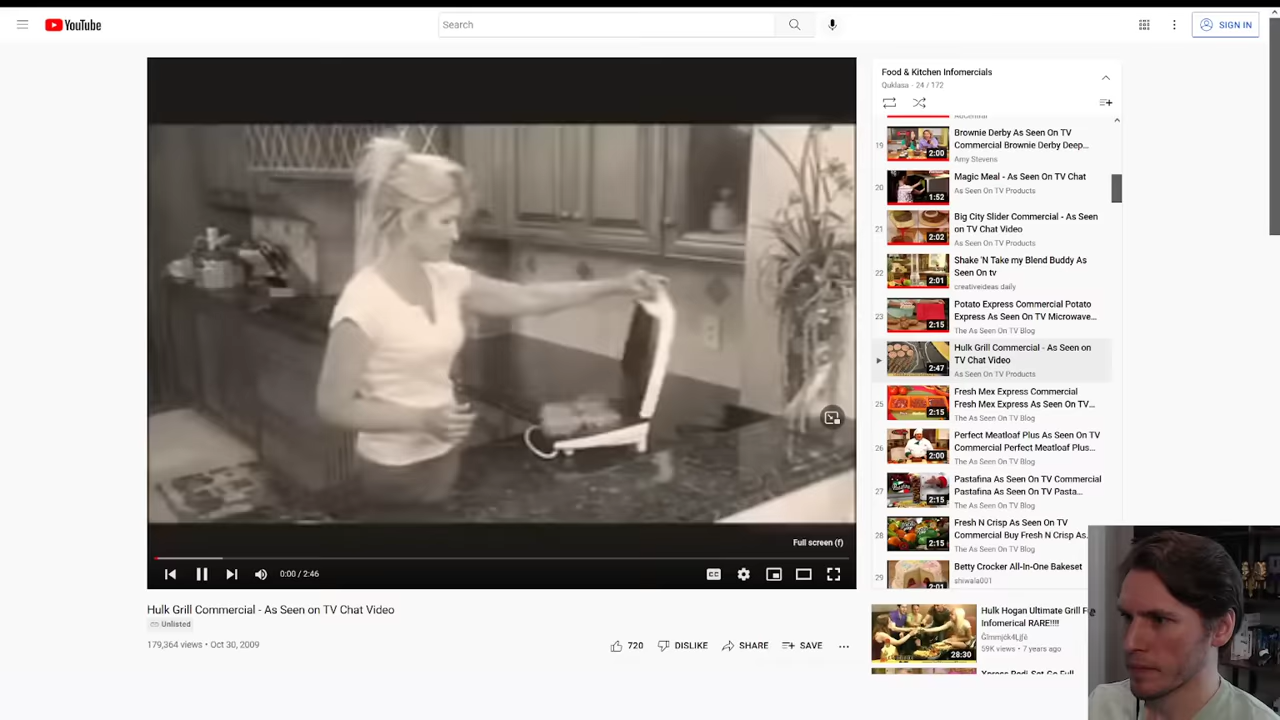 YouTube
Search
SIGN IN
Food & Kitchen Infomercials
Quklasa - 24 / 172
19
2:00
Brownie Derby As Seen On TV
Commercial Brownie Derby Deep...
Amy Stevens
20
1:52
Magic Meal - As Seen On TV Chat
As Seen On TV Products
21
2:02
Big City Slider Commercial - As Seen
on TV Chat Video
As Seen On TV Products
22
2:01
Shake 'N Take my Blend Buddy As
Seen On tv
creativeideas daily
23
2:15
Potato Express Commercial Potato
Express As Seen On TV Microwave...
The As Seen On TV Blog
2:47
Hulk Grill Commercial - As Seen on
TV Chat Video
As Seen On TV Products
25
2:15
Fresh Mex Express Commercial
Fresh Mex Express As Seen On TV...
The As Seen On TV Blog
26
2:00
Perfect Meatloaf Plus As Seen On TV
Commercial Perfect Meatloaf Plus...
The As Seen On TV Blog
27
2:15
Pastafina As Seen On TV Commercial
Pastafina As Seen On TV Pasta...
The As Seen On TV Blog
28
2:15
Fresh N Crisp As Seen On TV
Commercial Buy Fresh N Crisp As
The As Seen On TV Blog
29
2:01
Betty Crocker All-In-One Bakeset
shiwala001
Full screen (f)
0:00 / 2:46
CC
Hulk Grill Commercial - As Seen on TV Chat Video
Unlisted
179,364 views • Oct 30, 2009
720
DISLIKE
SHARE
SAVE
28:30
Hulk Hogan Ultimate Grill
Infomerical RARE!!!!
59K views • 7 years ago